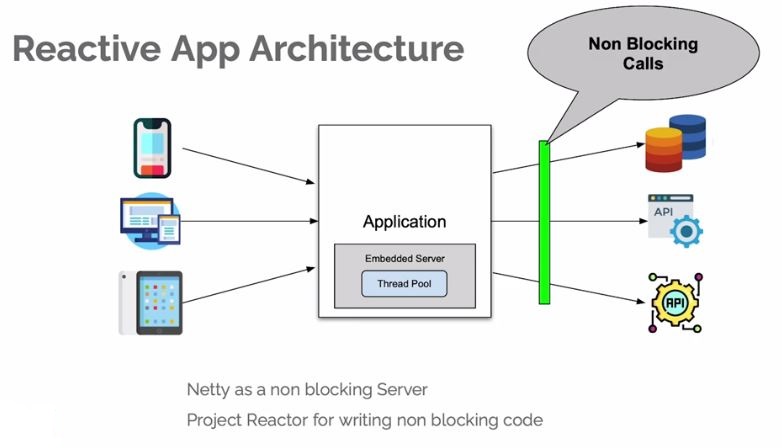 Reactive App Architecture
Non Blocking
Calls
Application
Embedded Server
Thread Pool
API
API
Netty as a non blocking Server
Project Reactor for writing non blocking code